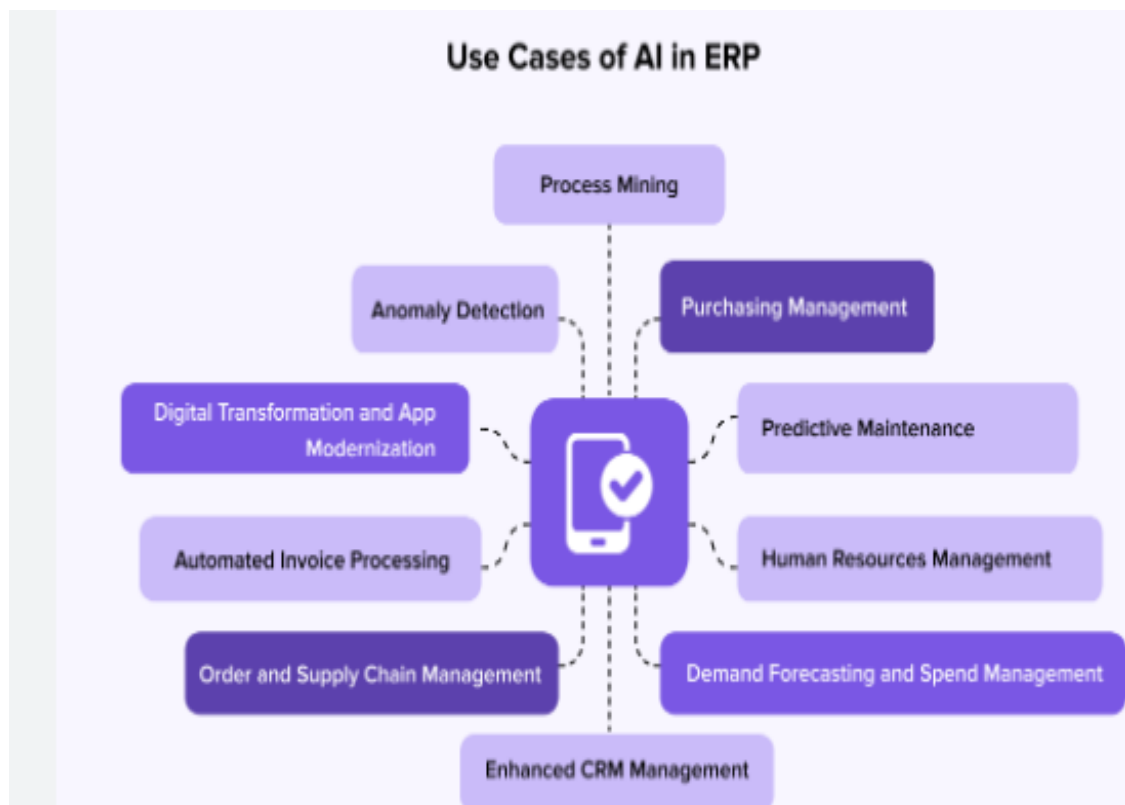 Use Cases of AI in ERP
Process Mining
Anomaly Detection
Purchasing Management
Digital Transformation and App
Modernization
Predictive Maintenance
Automated Invoice Processing
Human Resources Management
Order and Supply Chain Management
Demand Forecasting and Spend Management
Enhanced CRM Management